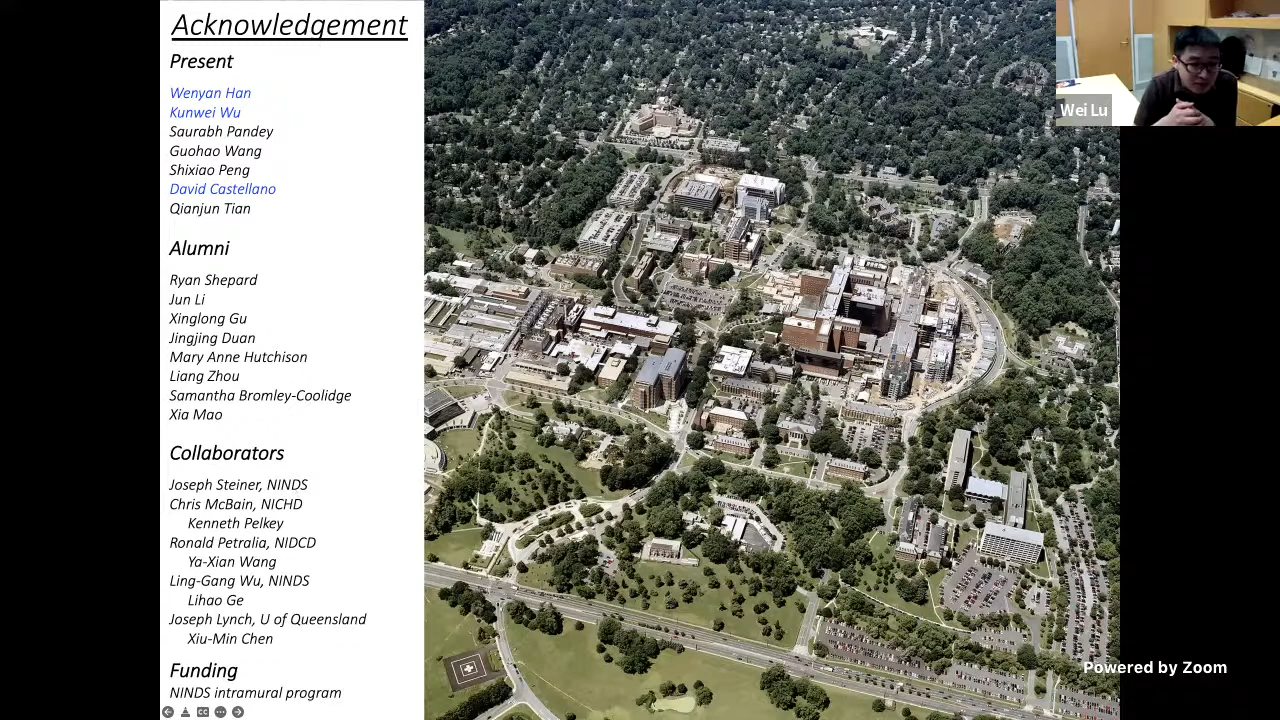 Acknowledgement
Present
Wenyan Han
Kunwei Wu
Saurabh Pandey
Guohao Wang
Shixiao Peng
David Castellano
Qianjun Tian
Alumni
Ryan Shepard
Jun Li
Xinglong Gu
Jingjing Duan
Mary Anne Hutchison
Liang Zhou
Samantha Bromley-Coolidge
Xia Mao
Collaborators
Joseph Steiner, NINDS
Chris McBain, NICHD
Kenneth Pelkey
Ronald Petralia, NIDCD
Ya-Xian Wang
Ling-Gang Wu, NINDS
Lihao Ge
Joseph Lynch, U of Queensland
Xiu-Min Chen
Funding
NINDS intramural program
CC
Wei Lu
Powered by Zoom